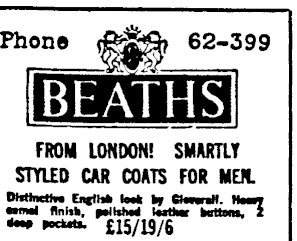 Phone 62-399
BEATHS
FROM LONDON! SMARTLY
STYLED CAR COATS FOR MEN.
Distinctive English look by Gloverall. Heavy
camel finish, polished leather buttons, 2
deep pockets. £15/19/6